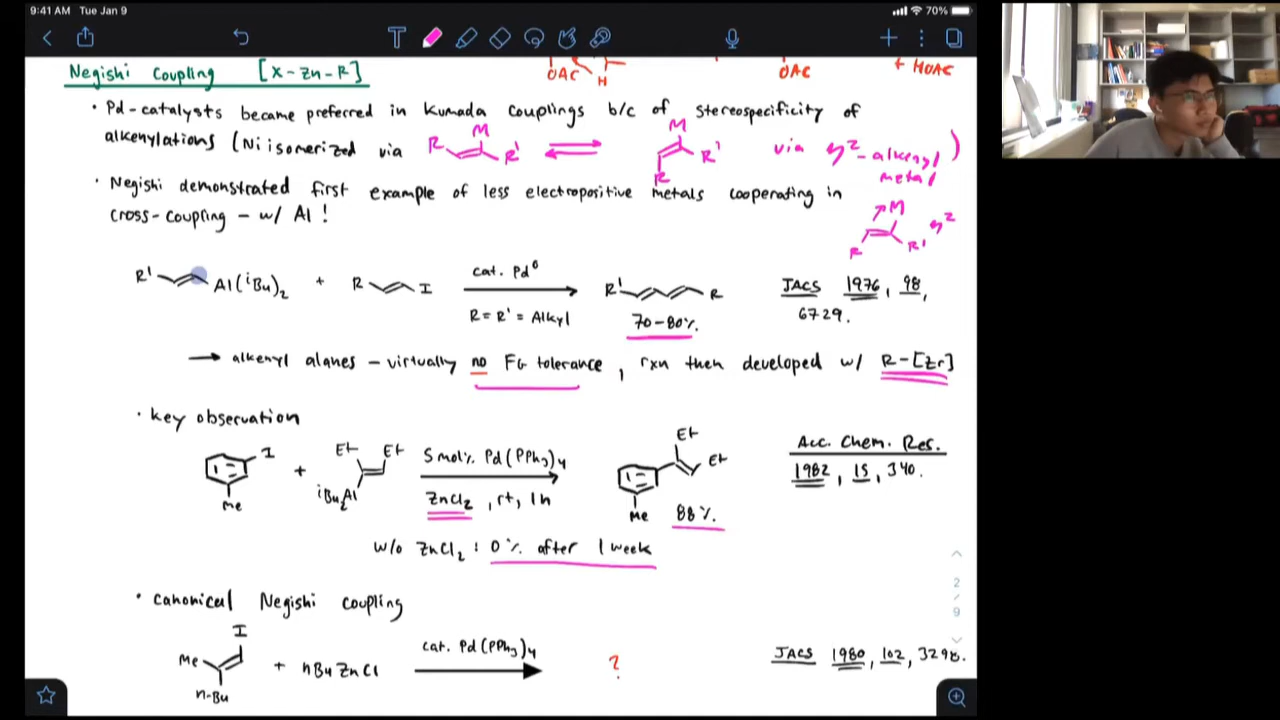 9:41 AM Tue Jan 9
70%
OAC
H
OAC
+ HOAC
Negishi Coupling [X-Zn-R]
• Pd-catalysts became preferred in Kumada couplings b/c of stereospecificity of
alkenylations (Ni isomerized via R M R' ⇌ M R' R via η²-alkenyl metal)
• Negishi demonstrated first example of less electropositive metals cooperating in
cross-coupling - w/ Al!
M R R' η²
R' Al(iBu)2 + R I cat. Pd⁰ R' R JACS 1976, 98,
R = R' = Alkyl 70-80% 6729.
→ alkenyl alanes - virtually no FG tolerance, rxn then developed w/ R-[Zr]
• key observation
I Me + Et Et iBu2Al 5 mol% Pd(PPh3)4 Et Et Me Acc. Chem. Res.
ZnCl2, rt, 1h 88% 1982, 15, 340.
w/o ZnCl2: 0% after 1 week
• canonical Negishi coupling
I
Me n-Bu + nBuZnCl cat. Pd(PPh3)4 ? JACS 1980, 102, 3298.
2
/
9